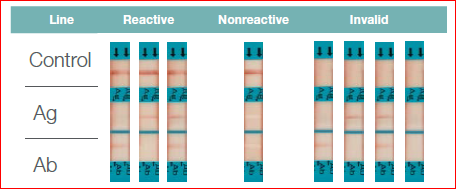 Line Reactive Nonreactive Invalid
Control
Ag
Ab